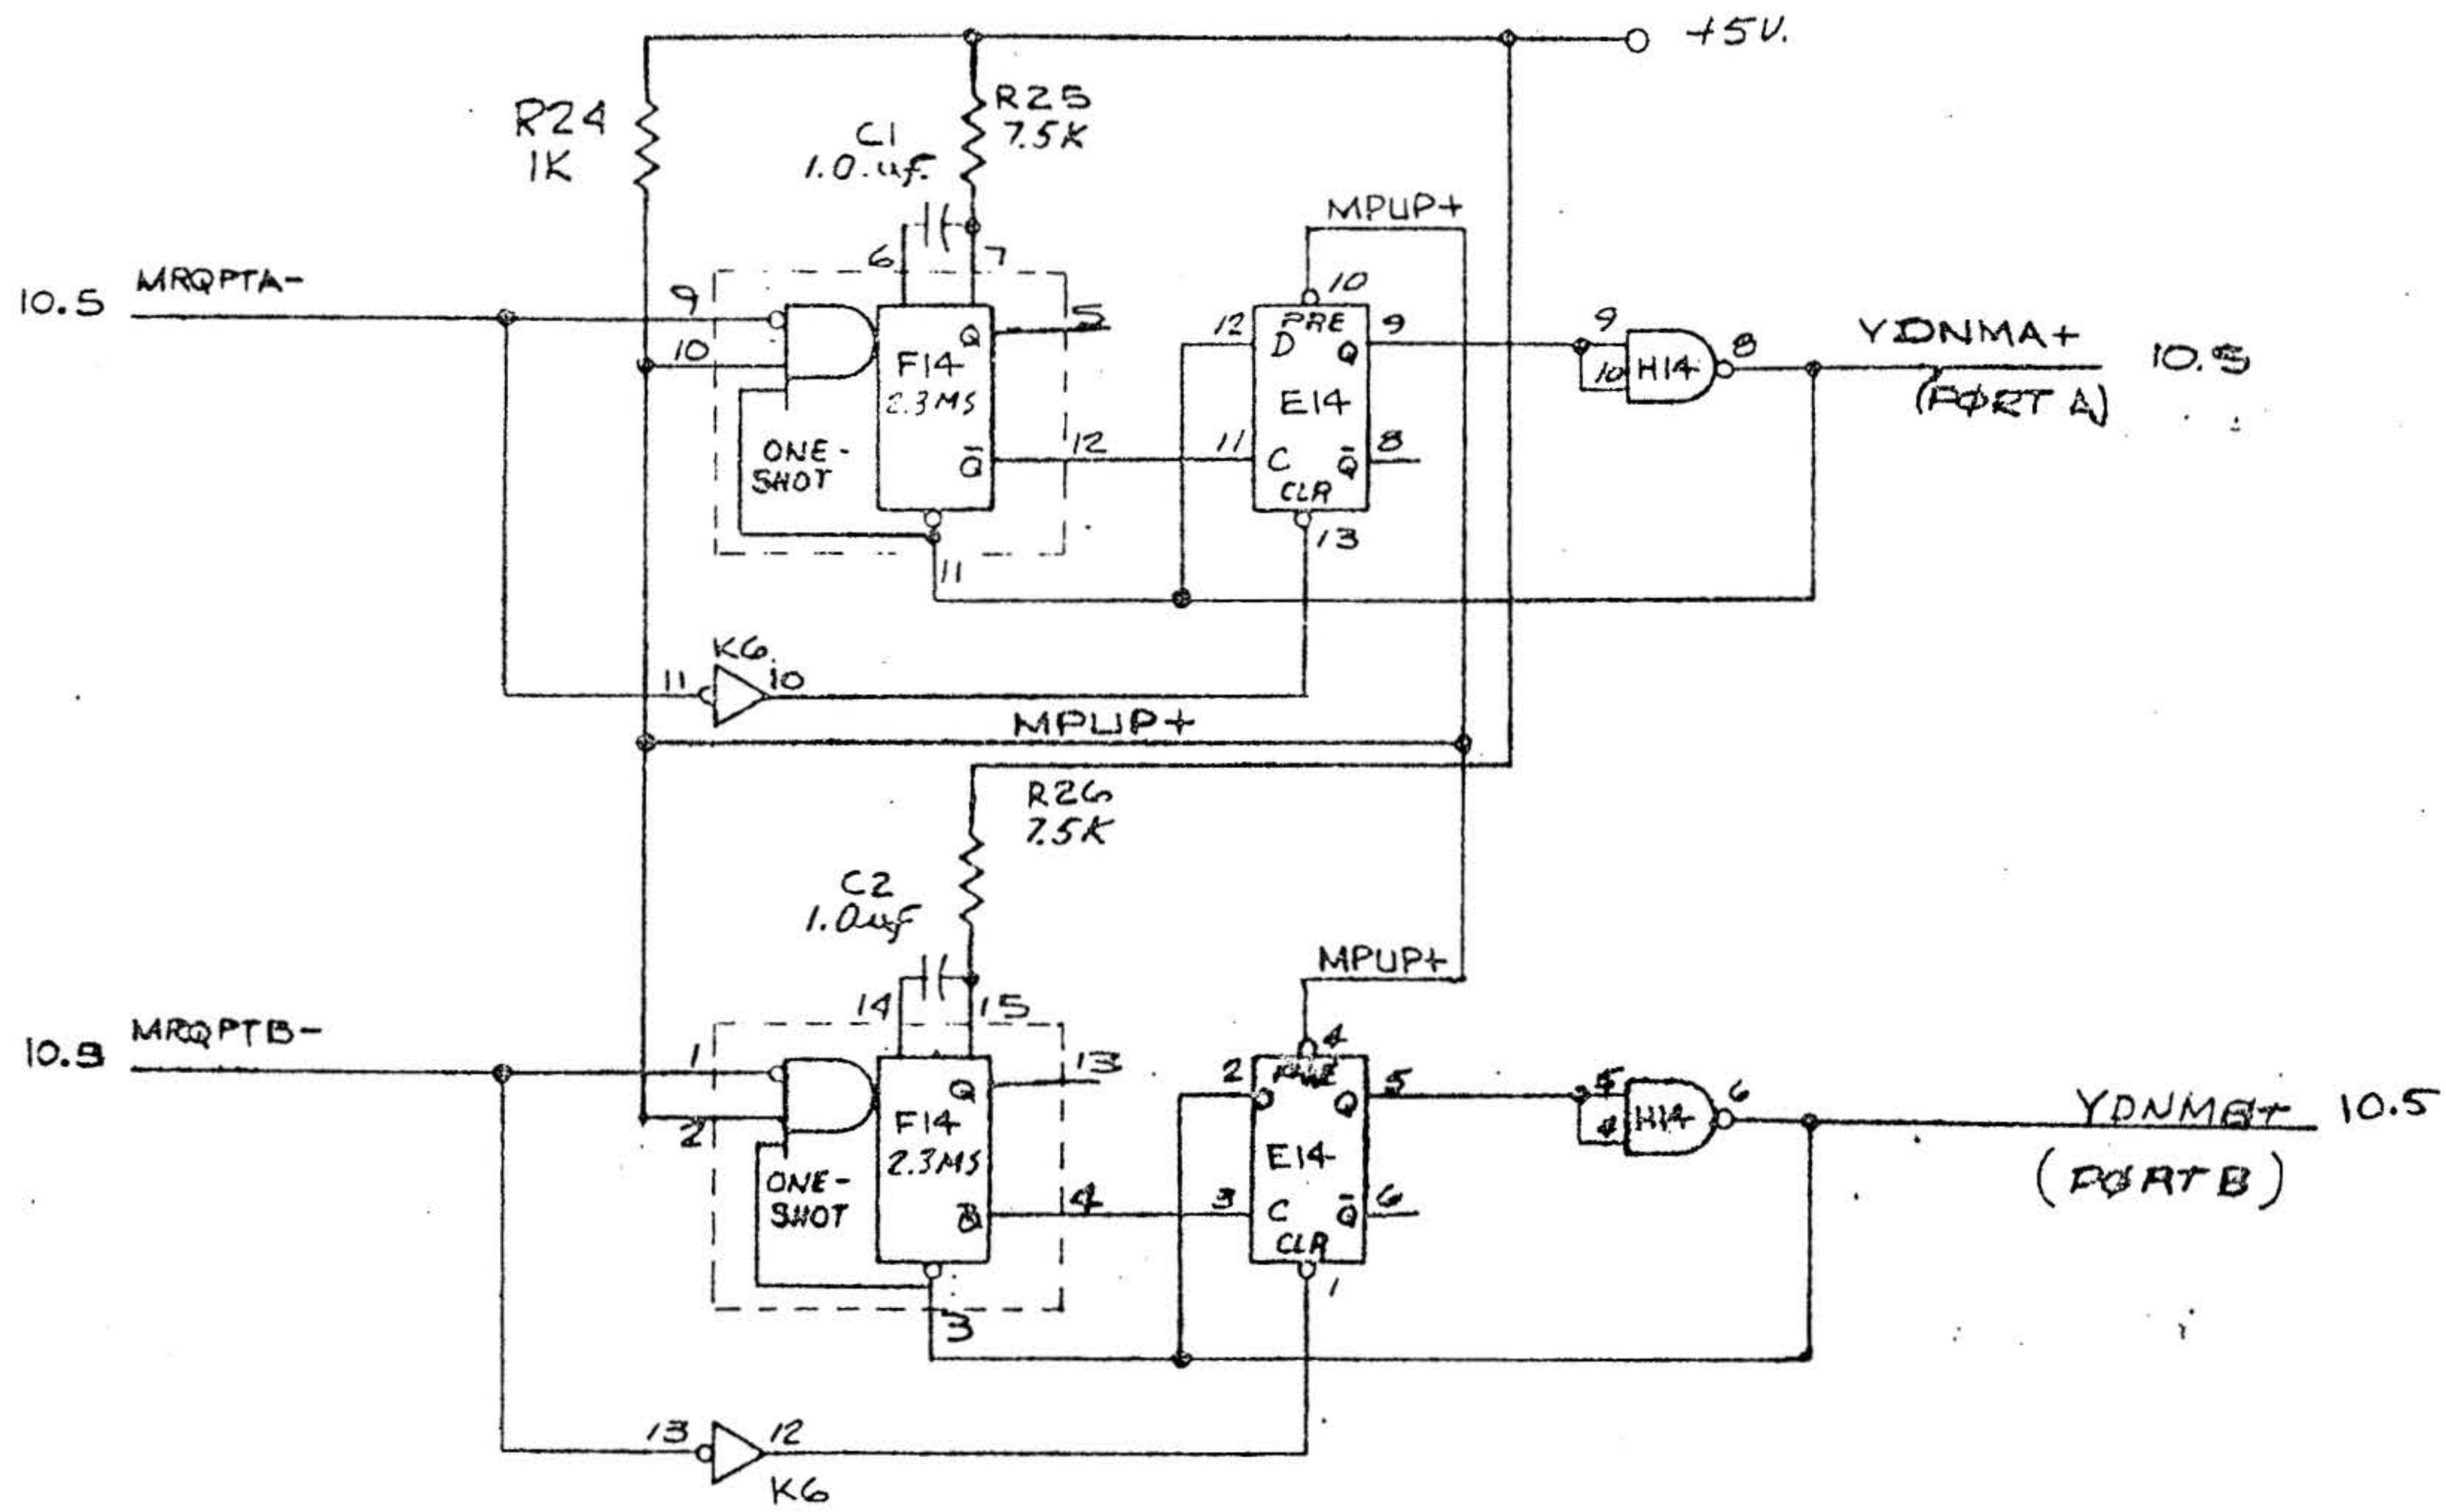 +5V.
R24
1K
C1
1.0 uf.
R25
7.5K
MPUP+
6
7
10.5
MRQPTA-
9
10
5
Q
F14
2.3MS
ONE-
SHOT
Q̅
12
11
10
12
PRE
9
D
Q
E14
11
C
Q̅
8
CLR
13
9
10
H14
8
YDNMA+
10.5
(PØRT A)
K6
11
10
MPUP+
R26
7.5K
C2
1.0uf
MPUP+
14
15
MRQPTB-
1
2
13
Q
F14
2.3MS
ONE-
SHOT
Q̅
4
3
4
2
5
Q
E14
3
C
Q̅
6
CLR
1
5
4
H14
6
10.5
(PØRT B)
13
12
K6